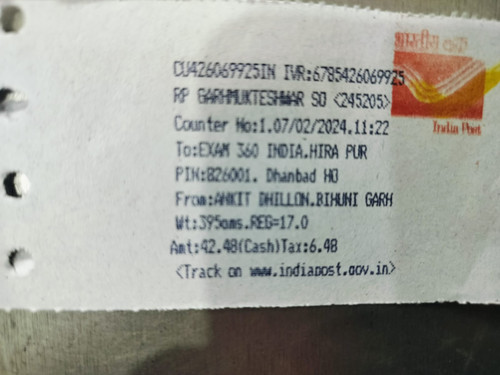 भारतीय डाक
India Post
CU426069925IN IVR:6785426069925
RP GARHMUKTESHWAR SO <245205>
Counter No:1,07/02/2024,11:22
To:EXAM 360 INDIA,HIRA PUR
PIN:826001, Dhanbad HO
From:ANKIT DHILLON,BIHUNI GARH
Wt:395gms,REG=17.0
Amt:42.48(Cash)Tax:6.48
<Track on www.indiapost.gov.in>